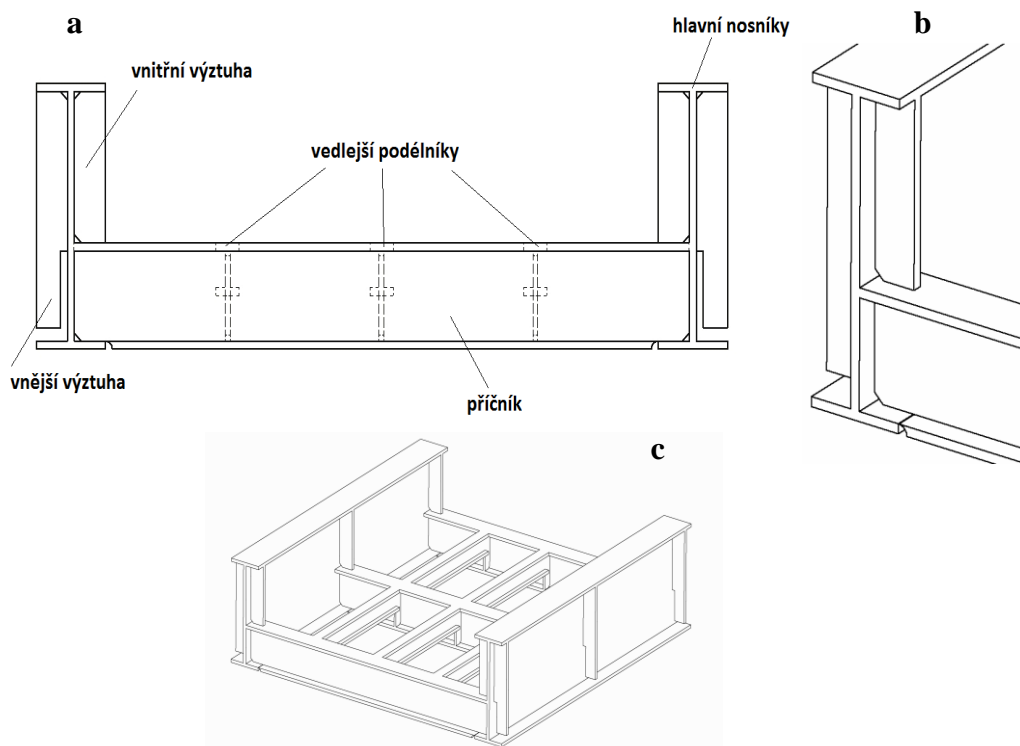 a
b
hlavní nosníky
vnitřní výztuha
vedlejší podélníky
vnější výztuha
příčník
c